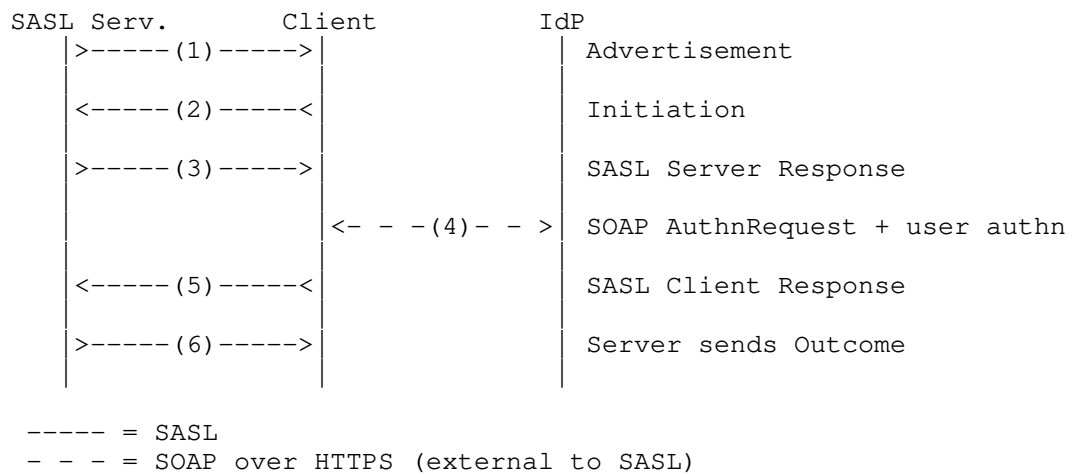 SASL Serv. Client IdP
|>-----(1)----->| | Advertisement
| | |
|<-----(2)-----<| | Initiation
| | |
|>-----(3)----->| | SASL Server Response
| | |
| |<- - -(4)- - >| SOAP AuthnRequest + user authn
| | |
|<-----(5)-----<| | SASL Client Response
| | |
|>-----(6)----->| | Server sends Outcome
| | |
----- = SASL
- - - = SOAP over HTTPS (external to SASL)